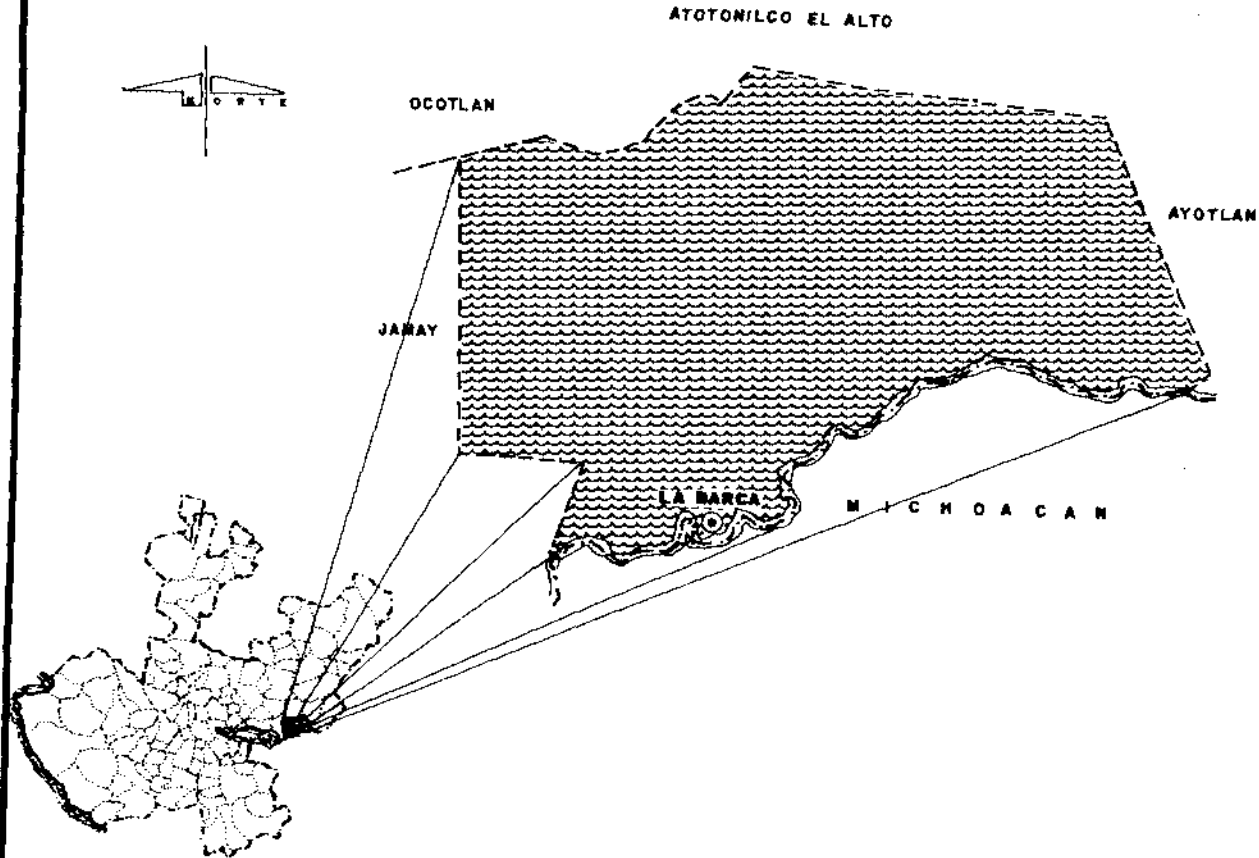 ATOTONILCO EL ALTO
NORTE
OCOTLAN
AYOTLAN
JAMAY
LA BARCA
MICHOACAN